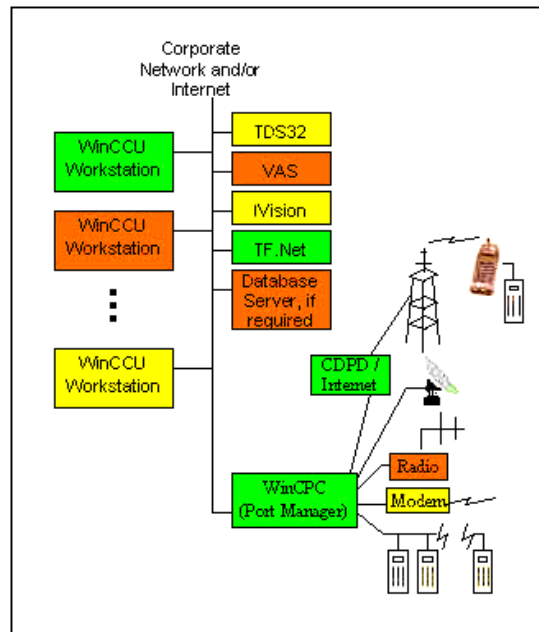 Corporate
Network and/or
Internet
WinCCU
Workstation
WinCCU
Workstation
WinCCU
Workstation
TDS32
VAS
iVision
TF.Net
Database
Server, if
required
CDPD /
Internet
Radio
WinCPC
(Port Manager)
Modem